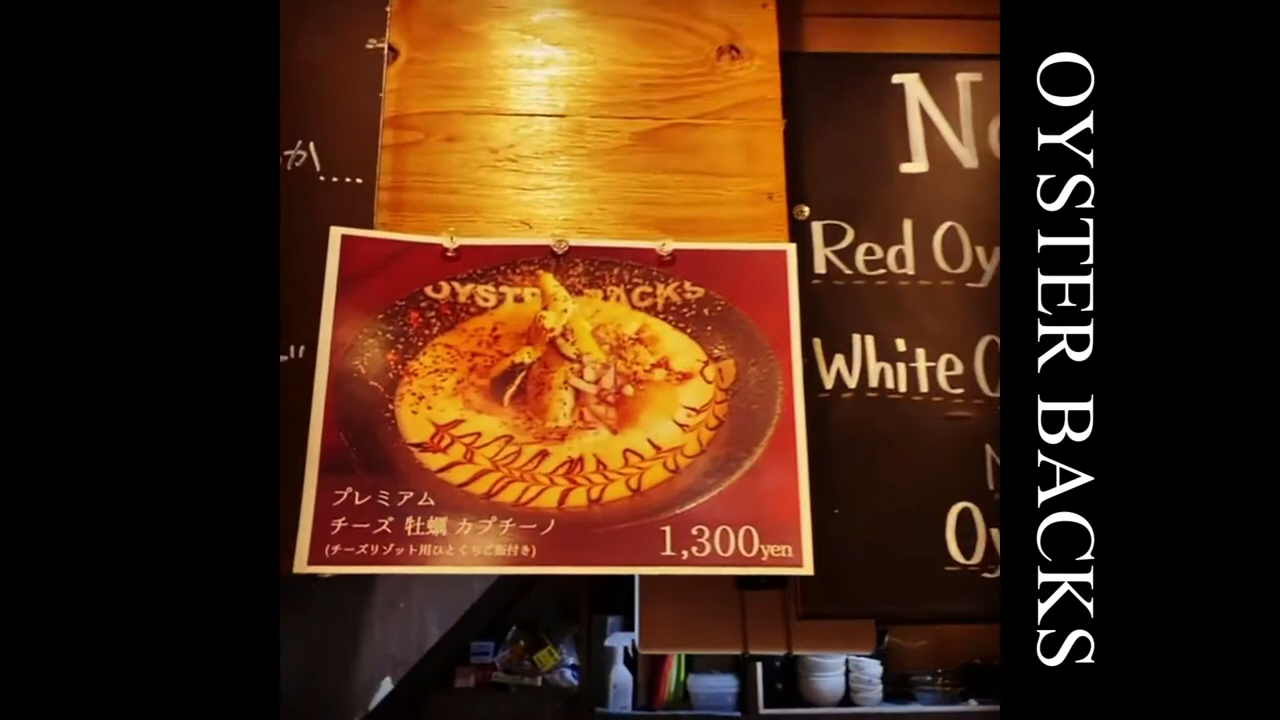 か....
OYSTER BACKS
プレミアム
チーズ 牡蠣 カプチーノ
(チーズリゾット用ひとくちご飯付き)
1,300yen
Red
White
OYSTER BACKS